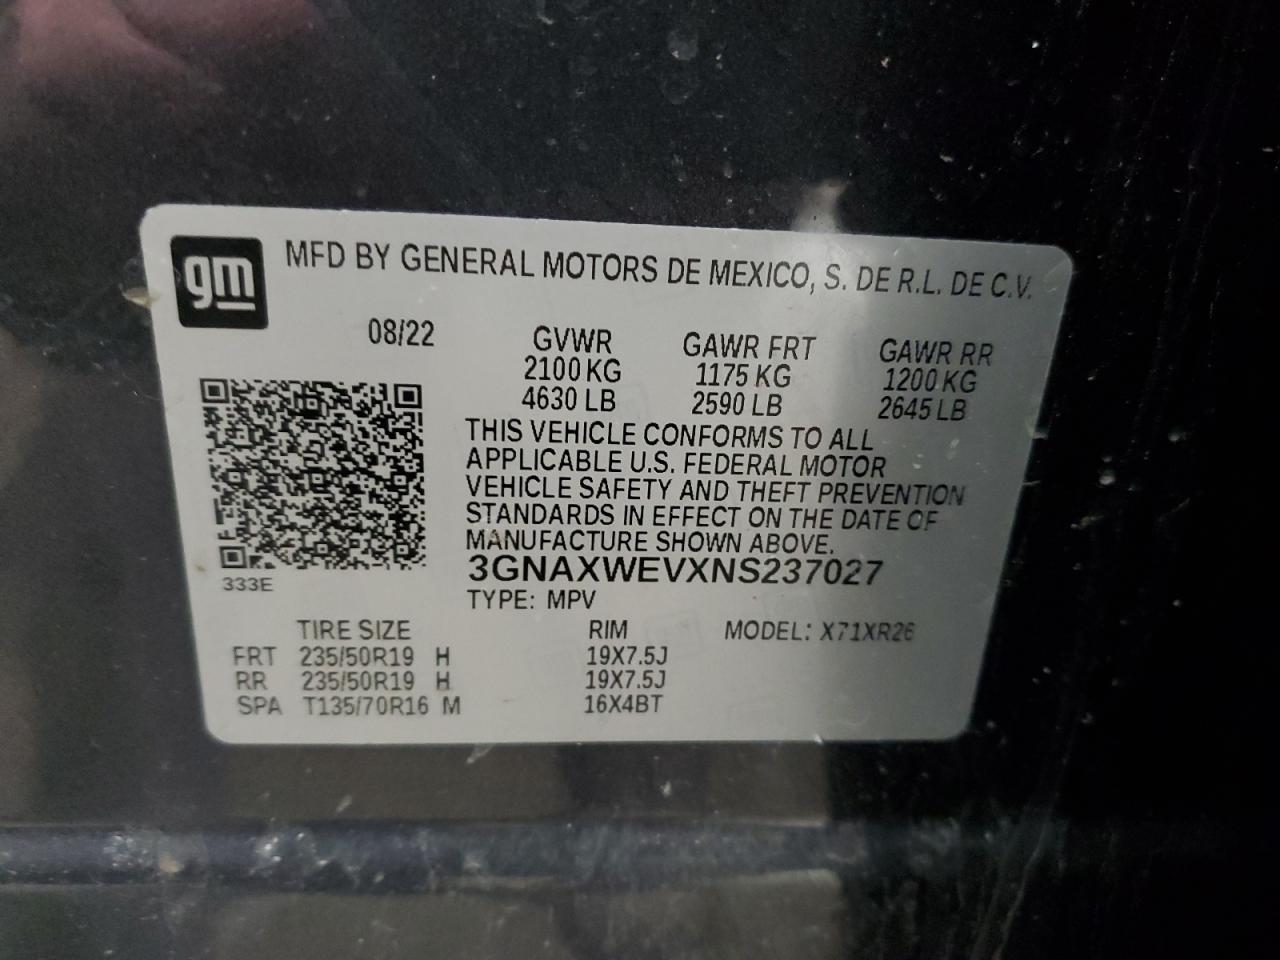 gm
MFD BY GENERAL MOTORS DE MEXICO, S. DE R.L. DE C.V.
08/22 GVWR GAWR FRT GAWR RR
2100 KG 1175 KG 1200 KG
4630 LB 2590 LB 2645 LB
THIS VEHICLE CONFORMS TO ALL
APPLICABLE U.S. FEDERAL MOTOR
VEHICLE SAFETY AND THEFT PREVENTION
STANDARDS IN EFFECT ON THE DATE OF
MANUFACTURE SHOWN ABOVE.
333E
3GNAXWEVXNS237027
TYPE: MPV
TIRE SIZE RIM MODEL: X71XR26
FRT 235/50R19 H 19X7.5J
RR 235/50R19 H 19X7.5J
SPA T135/70R16 M 16X4BT